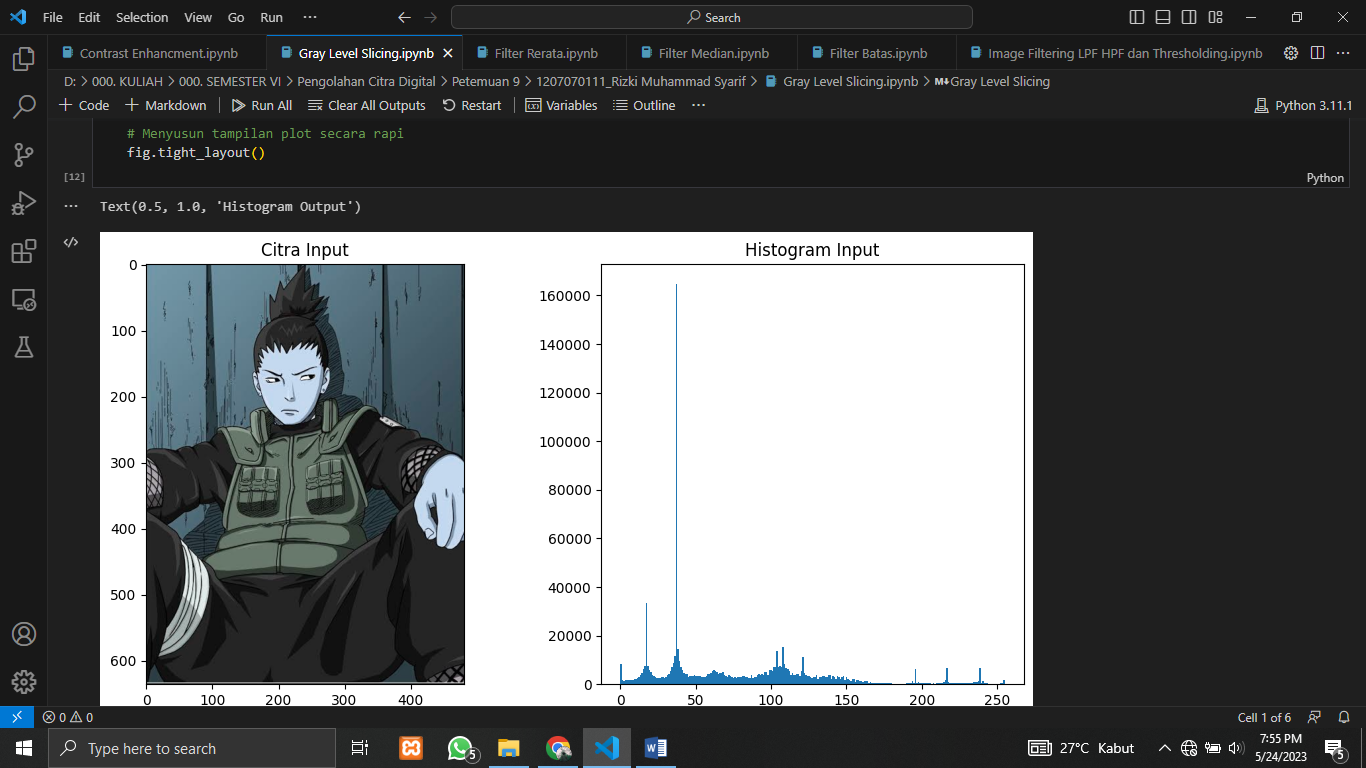 File Edit Selection View Go Run ··· Search
Contrast Enhancment.ipynb Gray Level Slicing.ipynb Filter Rerata.ipynb Filter Median.ipynb Filter Batas.ipynb Image Filtering LPF HPF dan Thresholding.ipynb
D: > 000. KULIAH > 000. SEMESTER VI > Pengolahan Citra Digital > Petemuan 9 > 1207070111_Rizki Muhammad Syarif > Gray Level Slicing.ipynb > Gray Level Slicing
+ Code + Markdown Run All Clear All Outputs Restart Variables Outline ··· Python 3.11.1
# Menyusun tampilan plot secara rapi
fig.tight_layout()
[12] Python
Text(0.5, 1.0, 'Histogram Output')
Citra Input Histogram Input
0
100
200
300
400
500
600
0 100 200 300 400
160000
140000
120000
100000
80000
60000
40000
20000
0
0 50 100 150 200 250
0 0 Cell 1 of 6
Type here to search 5 27°C Kabut 7:55 PM
5/24/2023 5